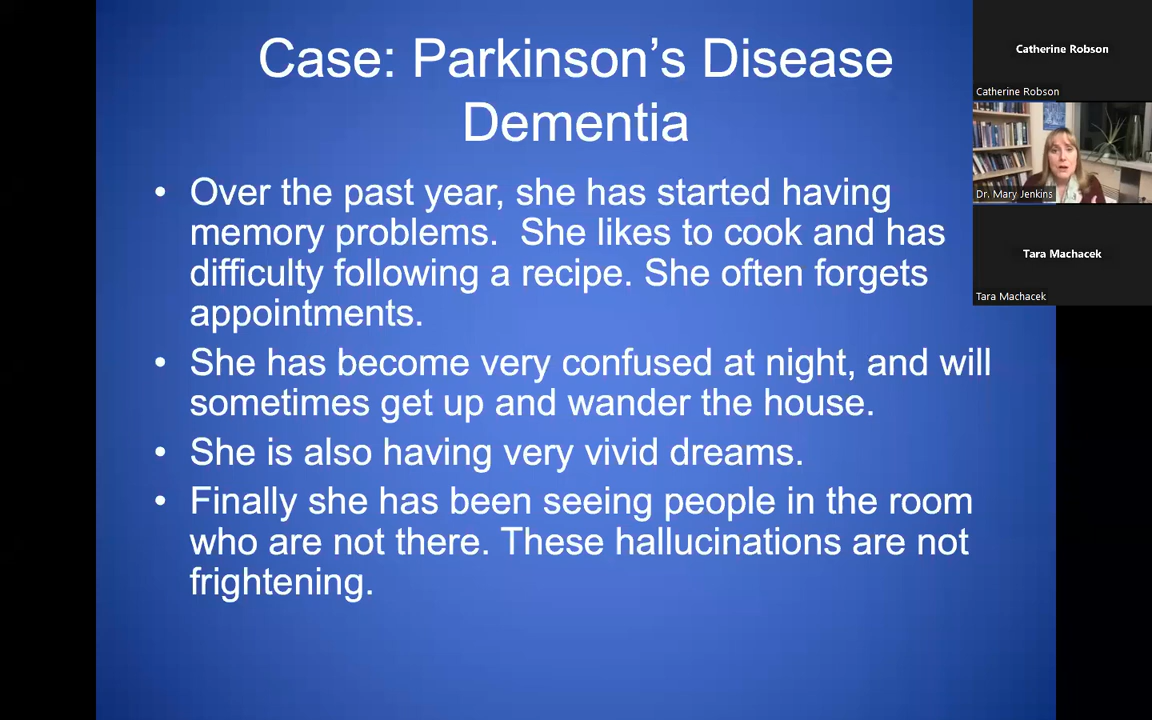 Case: Parkinson's Disease
Dementia
• Over the past year, she has started having
memory problems.  She likes to cook and has
difficulty following a recipe. She often forgets
appointments.
• She has become very confused at night, and will
sometimes get up and wander the house.
• She is also having very vivid dreams.
• Finally she has been seeing people in the room
who are not there. These hallucinations are not
frightening.
Catherine Robson
Catherine Robson
Dr. Mary Jenkins
Tara Machacek
Tara Machacek